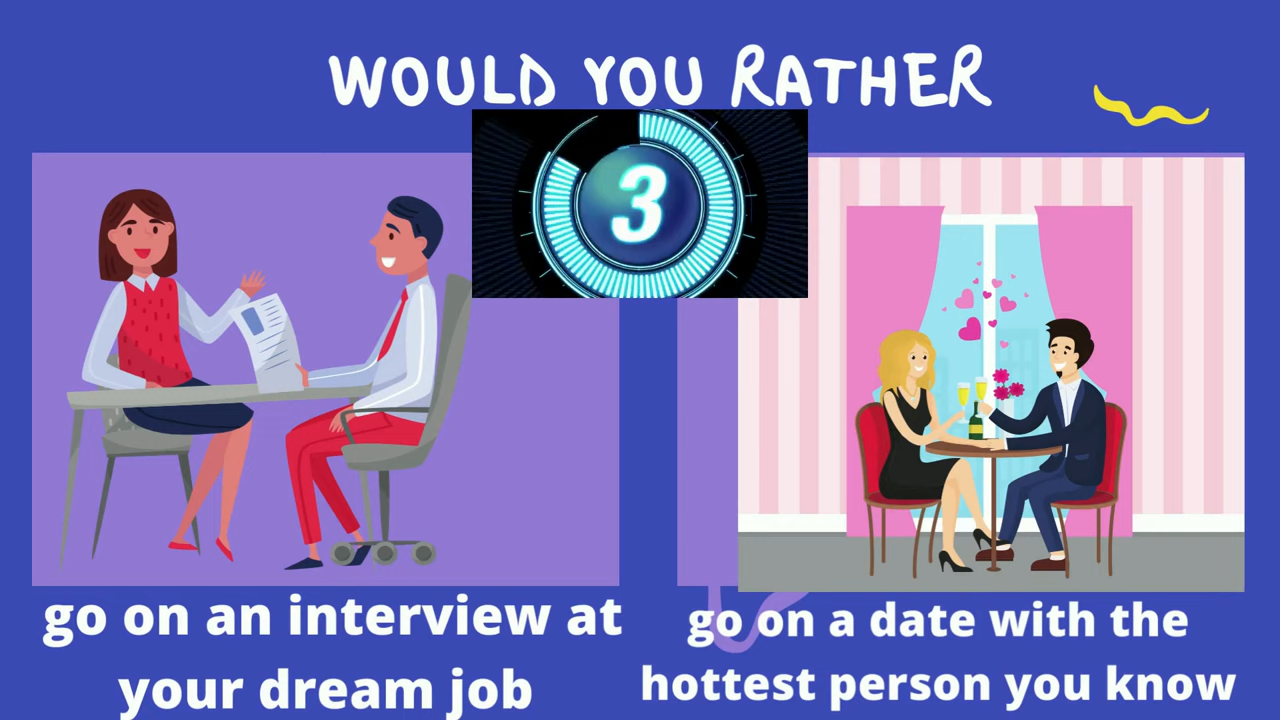 WOULD YOU RATHER
3
go on an interview at
your dream job
go on a date with the
hottest person you know